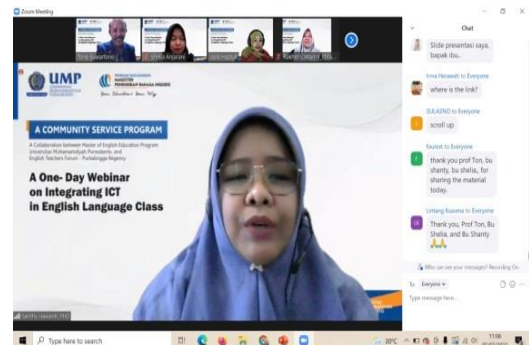 Zoom Meeting
Chat
Slide presentasi saya,
bapak ibu..
Irma Herawati to Everyone
where is the link?
SULASNO to Everyone
scroll up
to Everyone
thank you prof Ton, bu
shanty, bu shelia, for
sharing the material
today.
Lintang Kusuma to Everyone
Thank you, Prof Ton, Bu
Shelia, and Bu Shanty
Who can see your messages? Recording On
To Everyone
Type message here...
UMP
MAGISTER
A COMMUNITY SERVICE PROGRAM
A Collaboration between Master of English Education Program
Universitas Muhammadiyah Purwokerto, and
English Teachers Forum - Purbalingga Regency
A One- Day Webinar
on Integrating ICT
in English Language Class
Type here to search
30°C
11:06